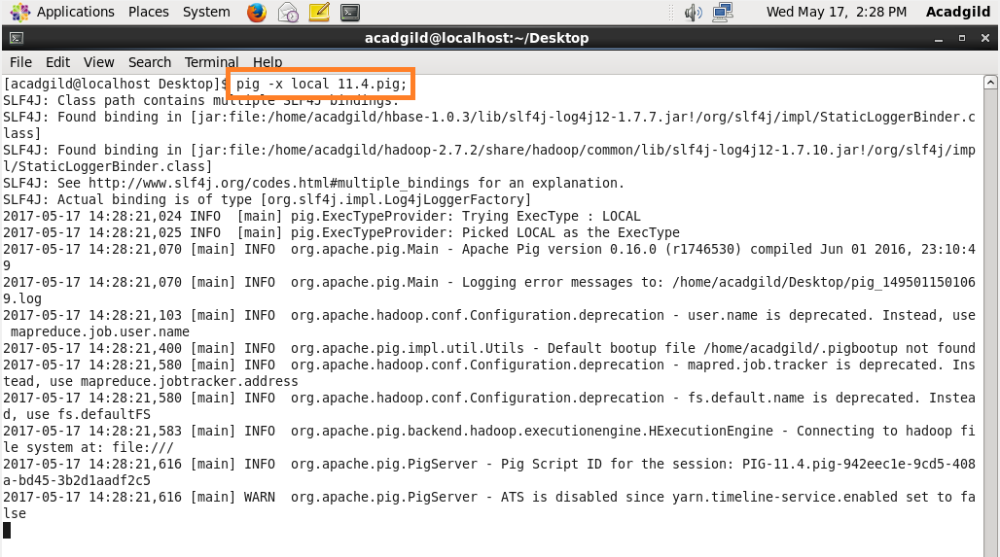 Applications Places System Wed May 17, 2:28 PM Acadgild
acadgild@localhost:~/Desktop
File Edit View Search Terminal Help
[acadgild@localhost Desktop]$ pig -x local 11.4.pig;
SLF4J: Class path contains multiple SLF4J bindings.
SLF4J: Found binding in [jar:file:/home/acadgild/hbase-1.0.3/lib/slf4j-log4j12-1.7.7.jar!/org/slf4j/impl/StaticLoggerBinder.c
lass]
SLF4J: Found binding in [jar:file:/home/acadgild/hadoop-2.7.2/share/hadoop/common/lib/slf4j-log4j12-1.7.10.jar!/org/slf4j/imp
l/StaticLoggerBinder.class]
SLF4J: See http://www.slf4j.org/codes.html#multiple_bindings for an explanation.
SLF4J: Actual binding is of type [org.slf4j.impl.Log4jLoggerFactory]
2017-05-17 14:28:21,024 INFO  [main] pig.ExecTypeProvider: Trying ExecType : LOCAL
2017-05-17 14:28:21,025 INFO  [main] pig.ExecTypeProvider: Picked LOCAL as the ExecType
2017-05-17 14:28:21,070 [main] INFO  org.apache.pig.Main - Apache Pig version 0.16.0 (r1746530) compiled Jun 01 2016, 23:10:4
9
2017-05-17 14:28:21,070 [main] INFO  org.apache.pig.Main - Logging error messages to: /home/acadgild/Desktop/pig_149501150106
9.log
2017-05-17 14:28:21,103 [main] INFO  org.apache.hadoop.conf.Configuration.deprecation - user.name is deprecated. Instead, use
 mapreduce.job.user.name
2017-05-17 14:28:21,400 [main] INFO  org.apache.pig.impl.util.Utils - Default bootup file /home/acadgild/.pigbootup not found
2017-05-17 14:28:21,580 [main] INFO  org.apache.hadoop.conf.Configuration.deprecation - mapred.job.tracker is deprecated. Ins
tead, use mapreduce.jobtracker.address
2017-05-17 14:28:21,580 [main] INFO  org.apache.hadoop.conf.Configuration.deprecation - fs.default.name is deprecated. Instea
d, use fs.defaultFS
2017-05-17 14:28:21,583 [main] INFO  org.apache.pig.backend.hadoop.executionengine.HExecutionEngine - Connecting to hadoop fi
le system at: file:///
2017-05-17 14:28:21,616 [main] INFO  org.apache.pig.PigServer - Pig Script ID for the session: PIG-11.4.pig-942eec1e-9cd5-408
a-bd45-3b2d1aadf2c5
2017-05-17 14:28:21,616 [main] WARN  org.apache.pig.PigServer - ATS is disabled since yarn.timeline-service.enabled set to fa
lse